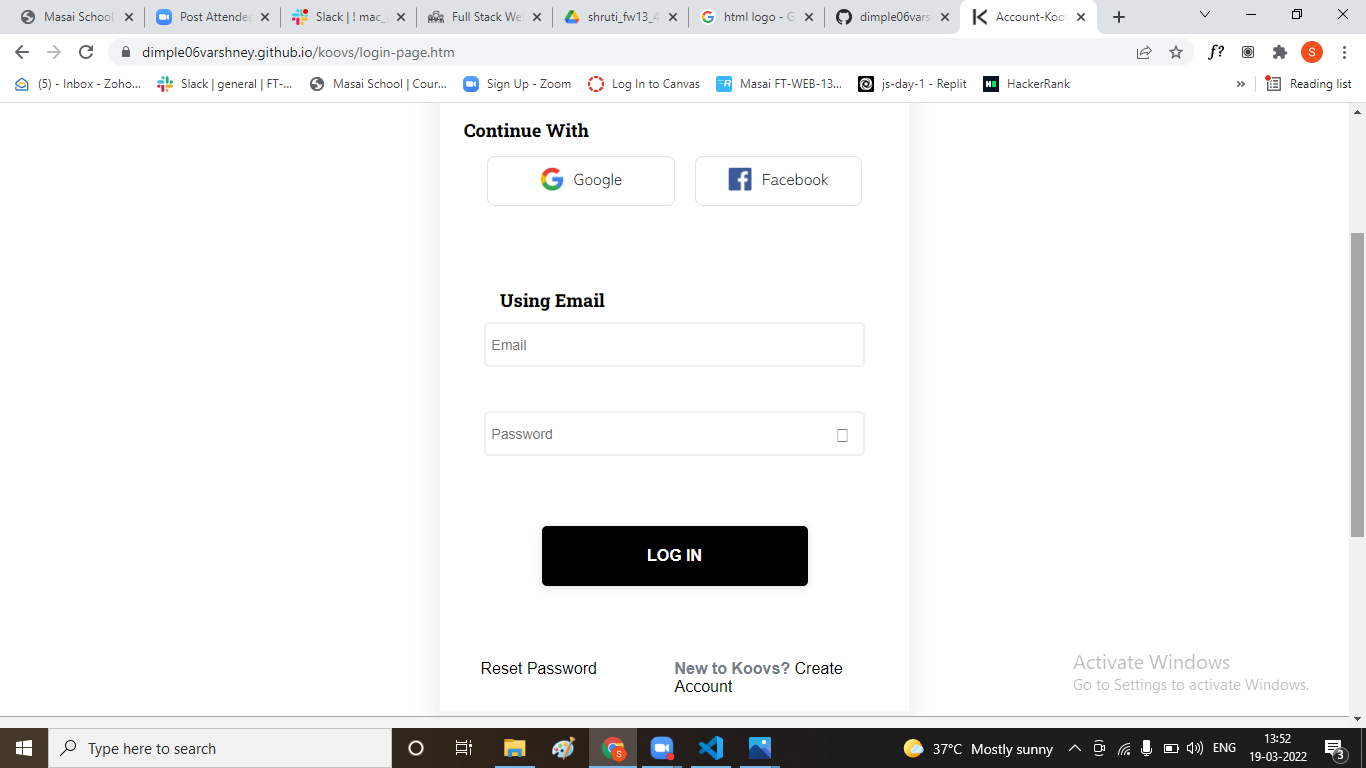 Masai School
Post Attendee
Slack | ! mac_
Full Stack We
shruti_fw13_4
html logo - G
dimple06varsh
Account-Koov
dimple06varshney.github.io/koovs/login-page.htm
f?
S
(5) - Inbox - Zoho...
Slack | general | FT-...
Masai School | Cour...
Sign Up - Zoom
Log In to Canvas
Masai FT-WEB-13...
js-day-1 - Replit
HackerRank
»
Reading list
Continue With
Google
Facebook
Using Email
Email
Password
LOG IN
Reset Password
New to Koovs? Create
Account
Activate Windows
Go to Settings to activate Windows.
Type here to search
37°C Mostly sunny
ENG
13:52
19-03-2022
3